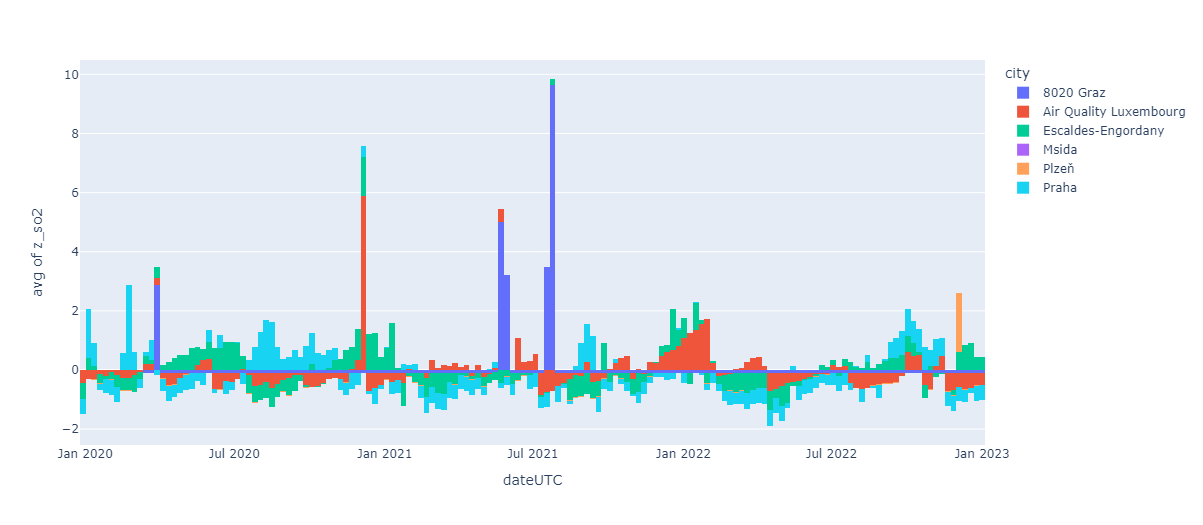 city
8020 Graz
Air Quality Luxembourg
Escaldes-Engordany
Msida
Plzeň
Praha
avg of z_so2
10
8
6
4
2
0
−2
Jan 2020
Jul 2020
Jan 2021
Jul 2021
Jan 2022
Jul 2022
Jan 2023
dateUTC